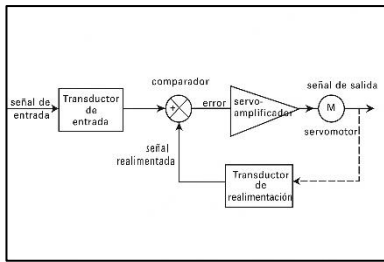 señal de
entrada
Transductor
de
entrada
comparador
+
error
servo-
amplificador
señal de salida
M
servomotor
señal
realimentada
Transductor
de
realimentación